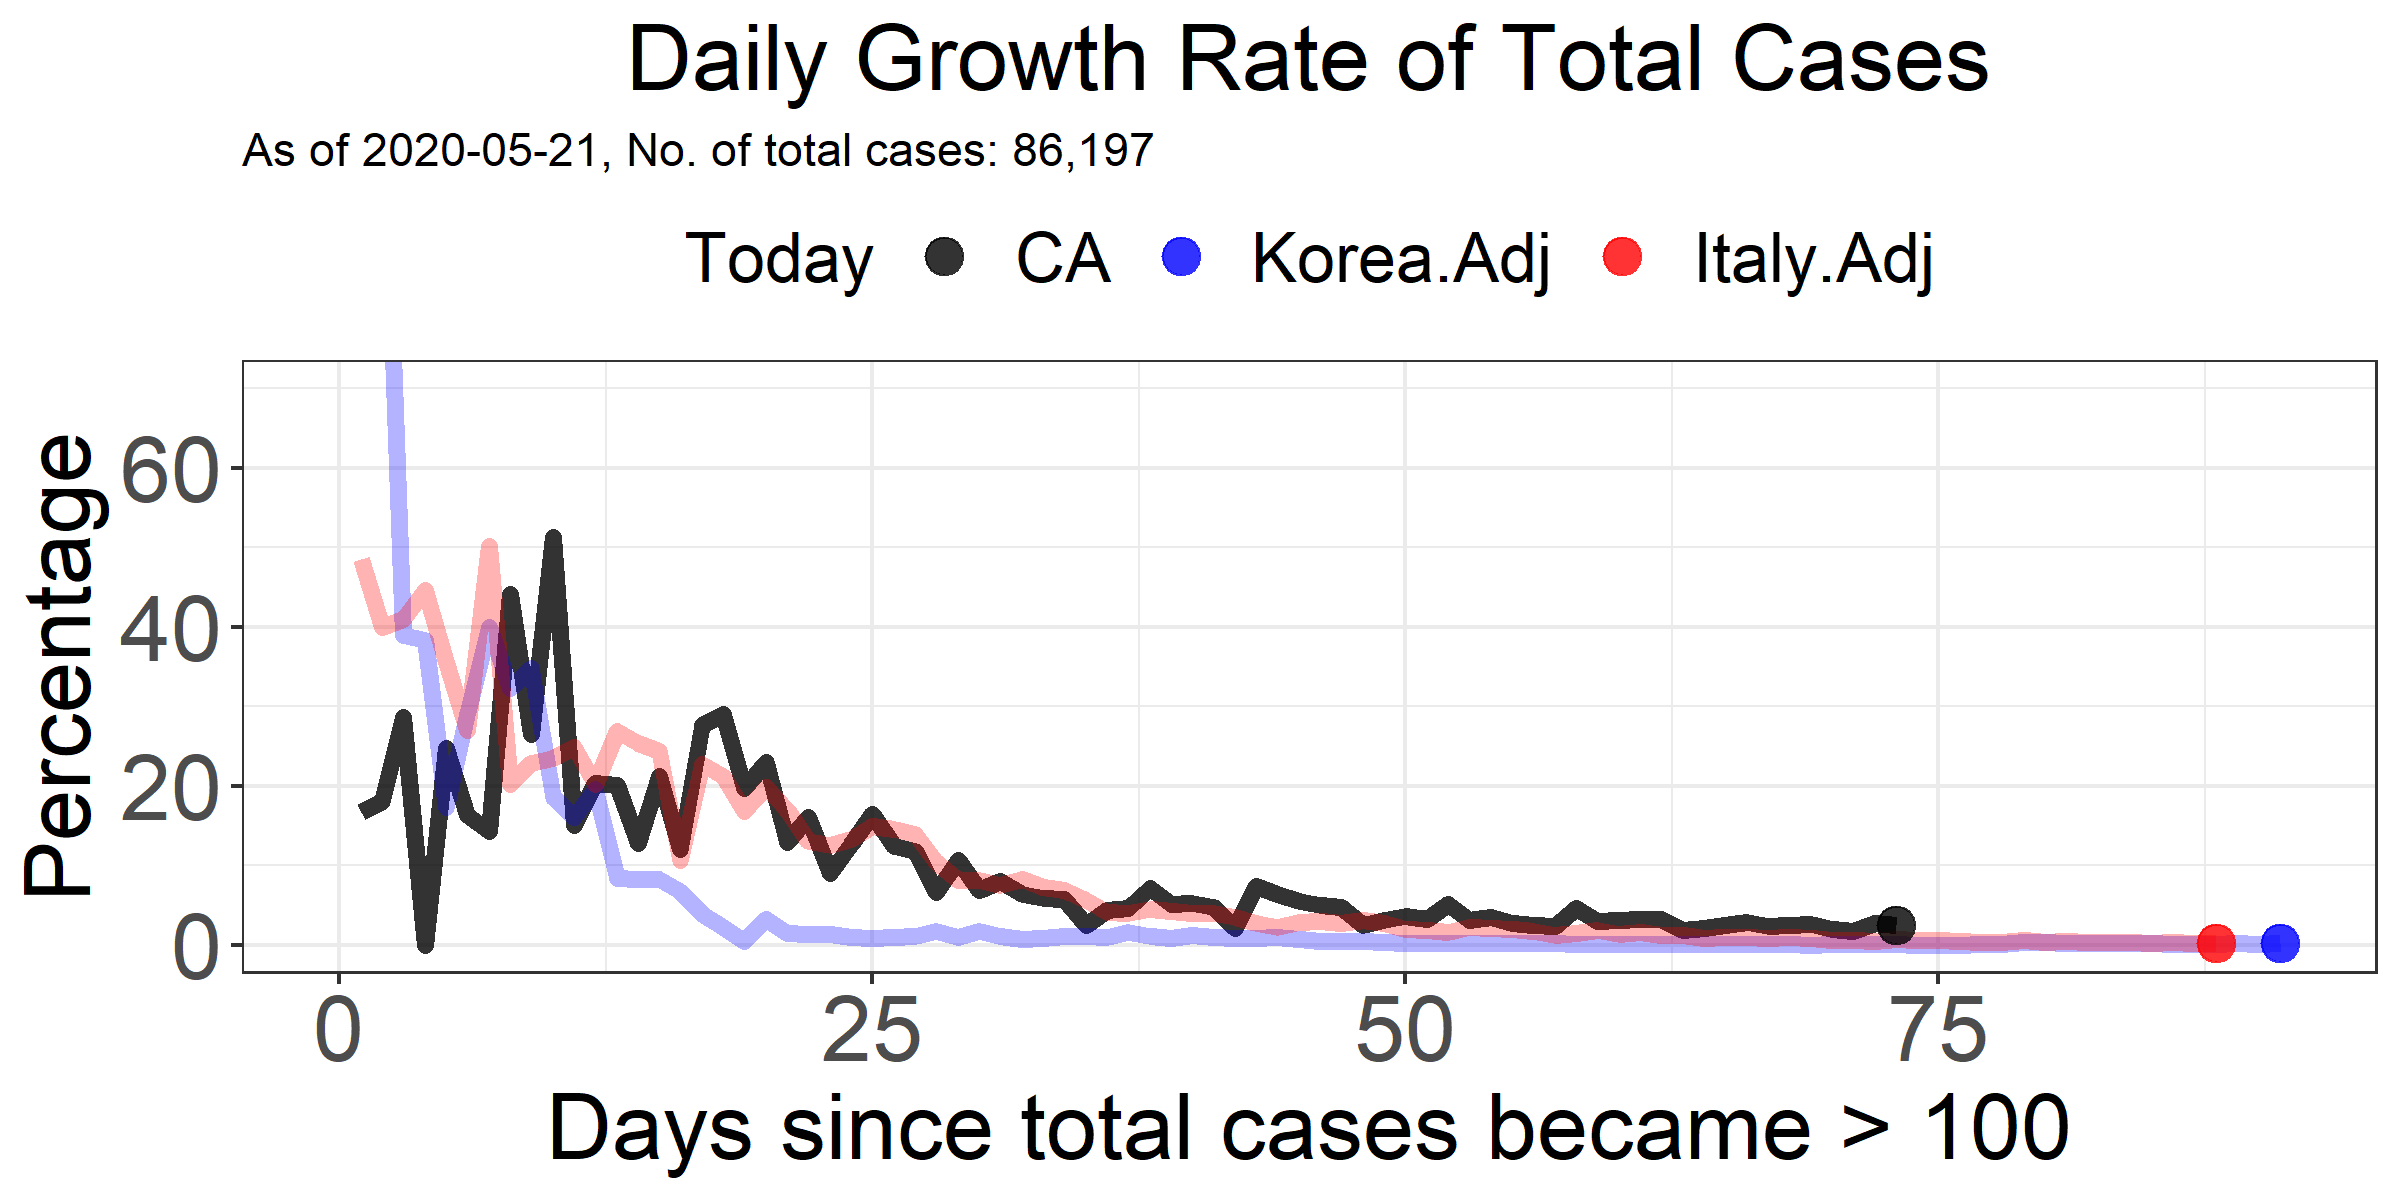 Daily Growth Rate of Total Cases
As of 2020-05-21, No. of total cases: 86,197
Today CA Korea.Adj Italy.Adj
Percentage
60
40
20
0
0 25 50 75
Days since total cases became > 100